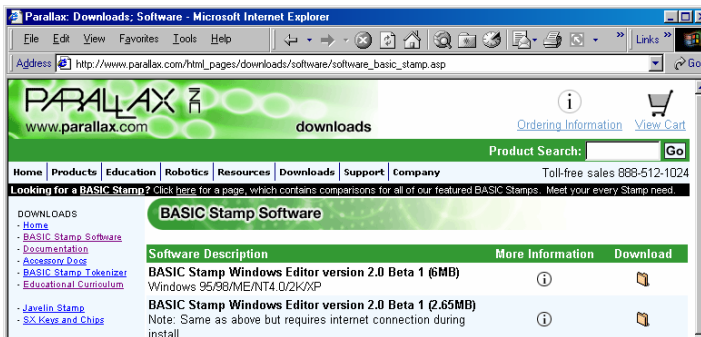 Parallax: Downloads; Software - Microsoft Internet Explorer
File Edit View Favorites Tools Help » Links »
Address http://www.parallax.com/html_pages/downloads/software/software_basic_stamp.asp Go
PARALLAX INC
www.parallax.com
downloads
Ordering Information View Cart
Product Search: Go
Home Products Education Robotics Resources Downloads Support Company Toll-free sales 888-512-1024
Looking for a BASIC Stamp? Click here for a page, which contains comparisons for all of our featured BASIC Stamps. Meet your every Stamp need.
DOWNLOADS
- Home
- BASIC Stamp Software
- Documentation
- Accessory Docs
- BASIC Stamp Tokenizer
- Educational Curriculum
- Javelin Stamp
- SX Keys and Chips
BASIC Stamp Software
Software Description More Information Download
BASIC Stamp Windows Editor version 2.0 Beta 1 (6MB)
Windows 95/98/ME/NT4.0/2K/XP
BASIC Stamp Windows Editor version 2.0 Beta 1 (2.65MB)
Note: Same as above but requires internet connection during
install